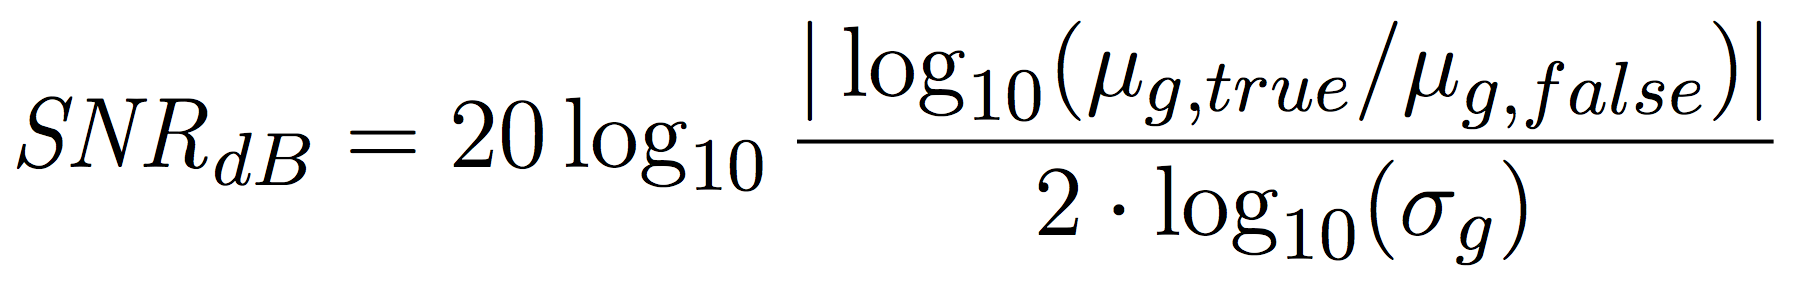 SNR_{dB} = 20 log_{10} \frac{|log_{10}(μ_{g,true}/μ_{g,false})|}{2 · log_{10}(σ_g)}